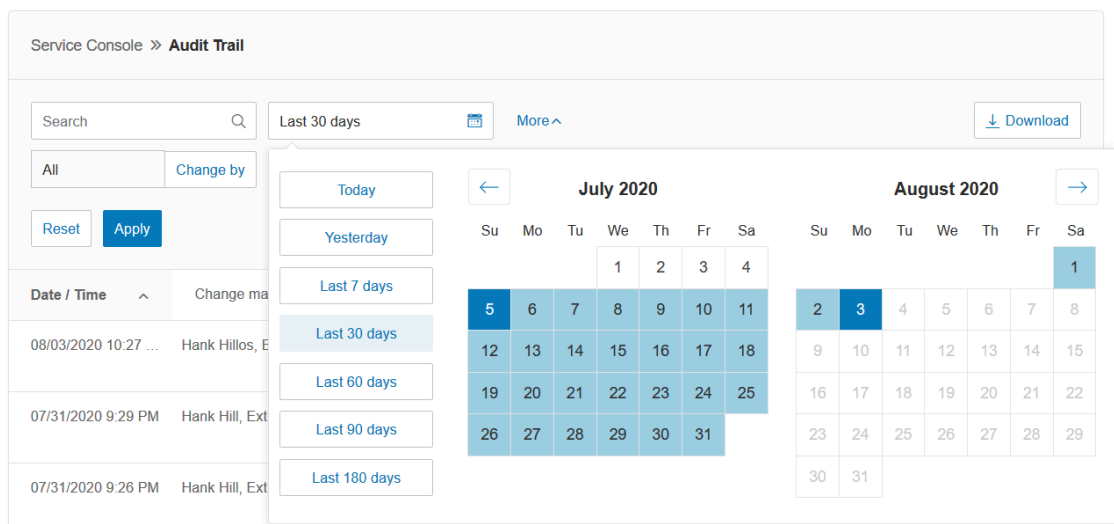 Service Console » Audit Trail
Search
Last 30 days
More
Download
All
Change by
Reset
Apply
Today
Yesterday
Last 7 days
Last 30 days
Last 60 days
Last 90 days
Last 180 days
July 2020
Su Mo Tu We Th Fr Sa
1 2 3 4
5 6 7 8 9 10 11
12 13 14 15 16 17 18
19 20 21 22 23 24 25
26 27 28 29 30 31
August 2020
Su Mo Tu We Th Fr Sa
1
2 3 4 5 6 7 8
9 10 11 12 13 14 15
16 17 18 19 20 21 22
23 24 25 26 27 28 29
30 31
Date / Time Change ma
08/03/2020 10:27 ... Hank Hillos, E
07/31/2020 9:29 PM Hank Hill, Ext
07/31/2020 9:26 PM Hank Hill, Ext